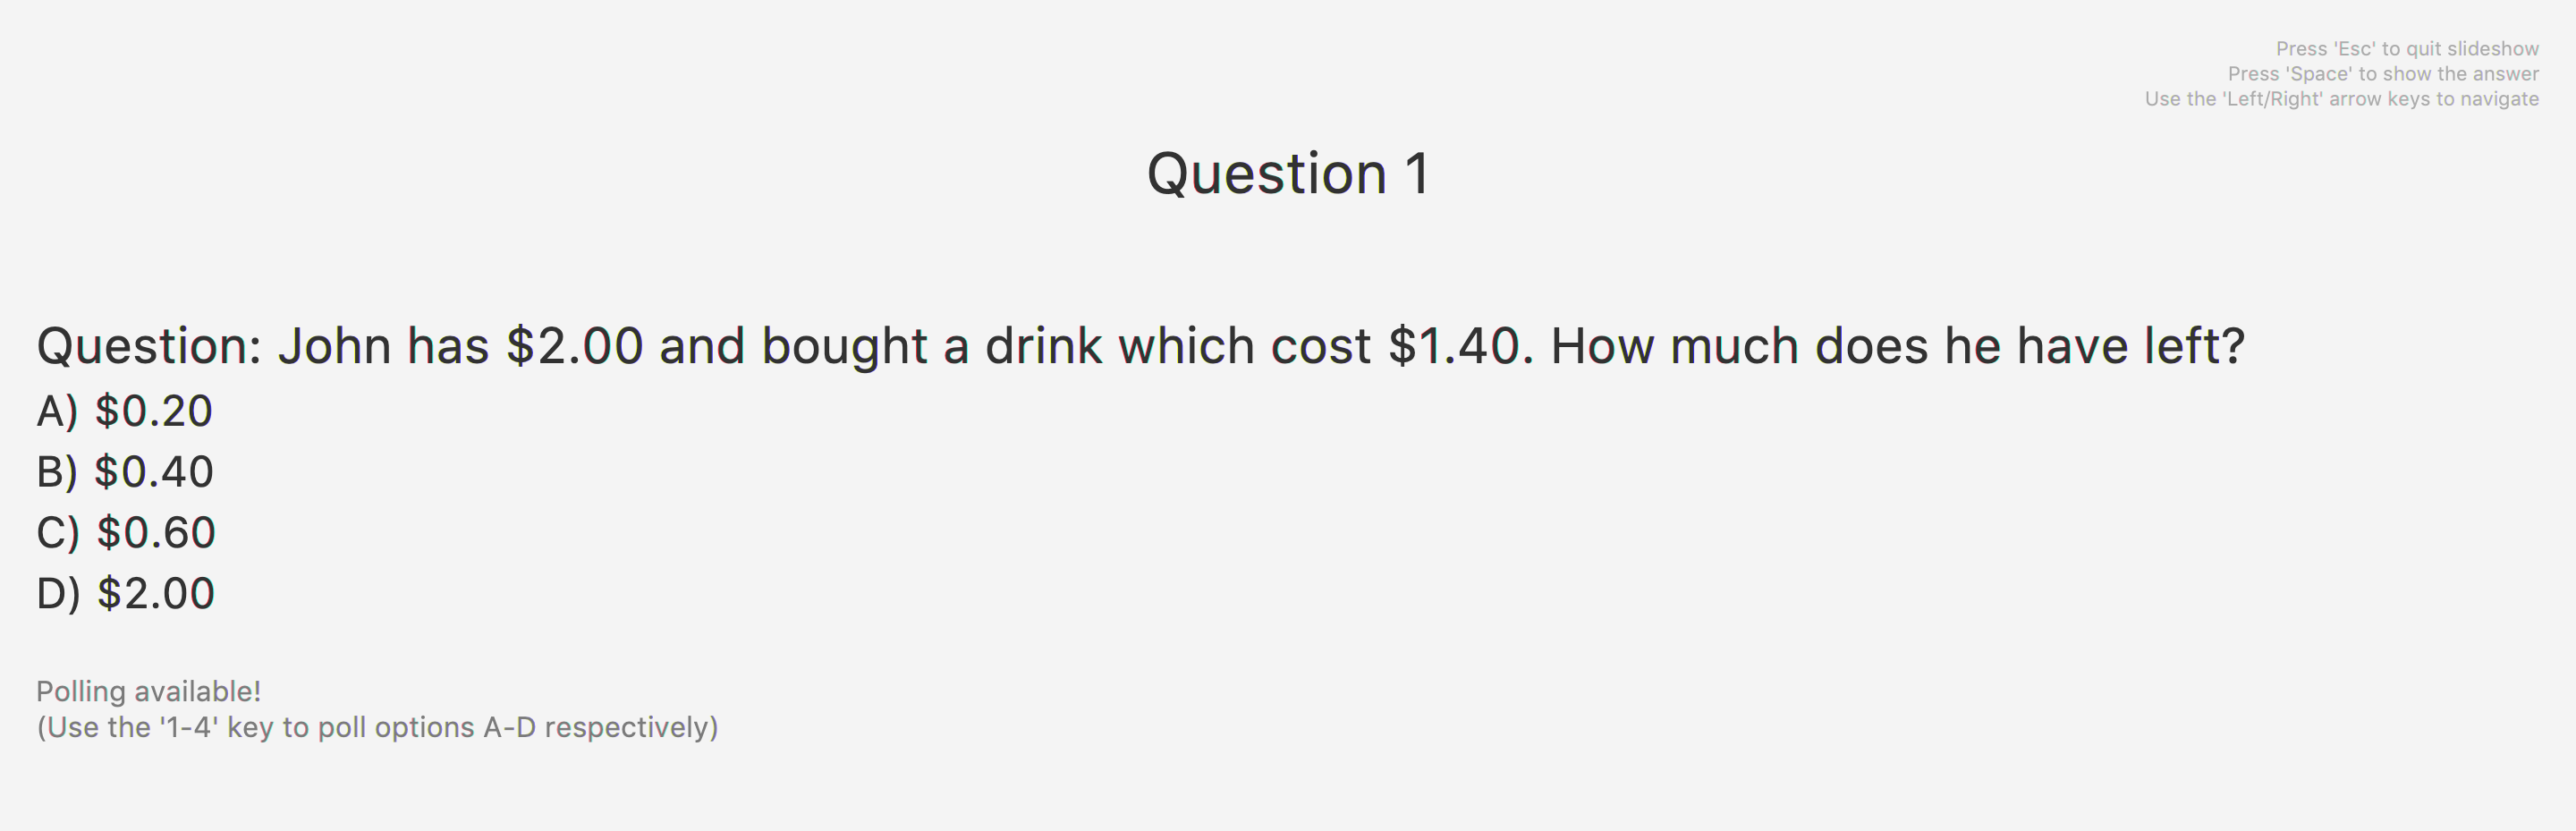 Press 'Esc' to quit slideshow
Press 'Space' to show the answer
Use the 'Left/Right' arrow keys to navigate
Question 1
Question: John has $2.00 and bought a drink which cost $1.40. How much does he have left?
A) $0.20
B) $0.40
C) $0.60
D) $2.00
Polling available!
(Use the '1-4' key to poll options A-D respectively)